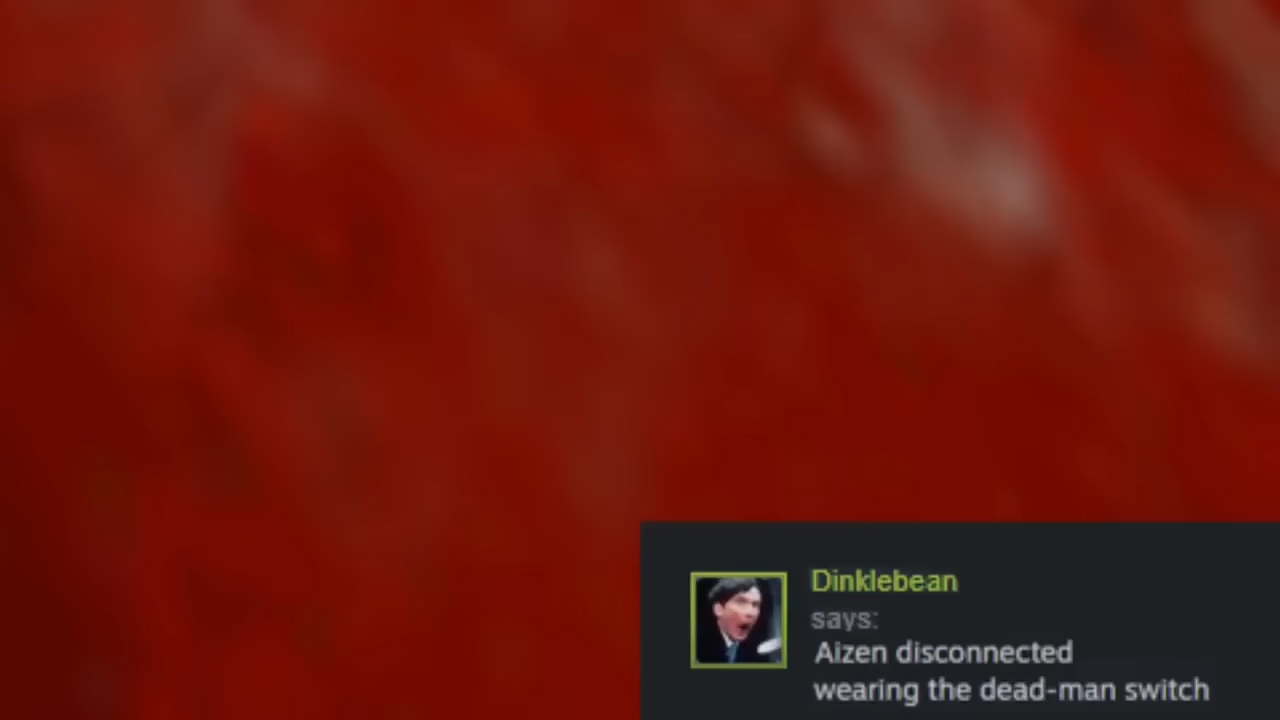 Dinklebean
says:
Aizen disconnected
wearing the dead-man switch